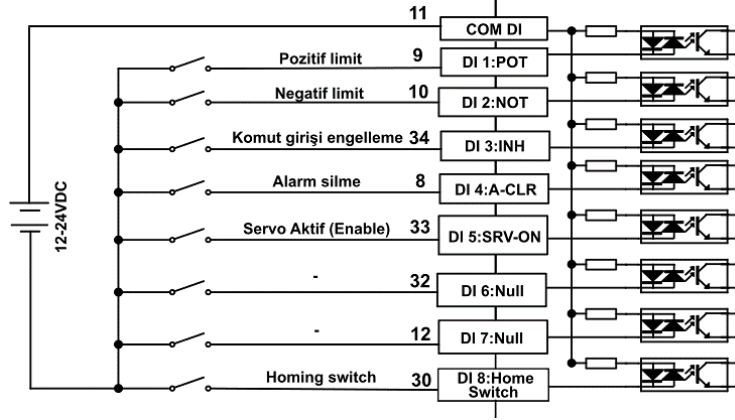 11 COM DI
Pozitif limit 9 DI 1:POT
Negatif limit 10 DI 2:NOT
Komut girişi engelleme 34 DI 3:INH
Alarm silme 8 DI 4:A-CLR
Servo Aktif (Enable) 33 DI 5:SRV-ON
12-24VDC
- 32 DI 6:Null
- 12 DI 7:Null
Homing switch 30 DI 8:Home
Switch